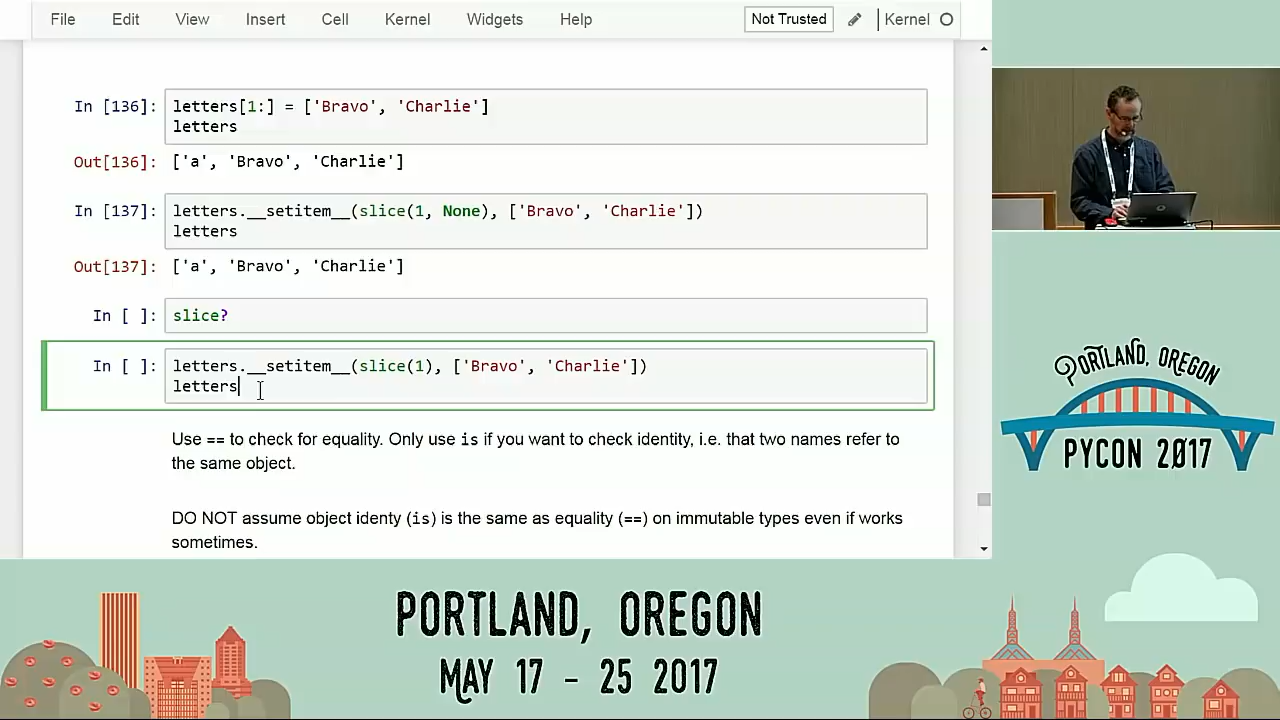 File Edit View Insert Cell Kernel Widgets Help Not Trusted Kernel
In [136]: letters[1:] = ['Bravo', 'Charlie']
letters
Out[136]: ['a', 'Bravo', 'Charlie']
In [137]: letters.__setitem__(slice(1, None), ['Bravo', 'Charlie'])
letters
Out[137]: ['a', 'Bravo', 'Charlie']
In [ ]: slice?
In [ ]: letters.__setitem__(slice(1), ['Bravo', 'Charlie'])
letters
Use == to check for equality. Only use is if you want to check identity, i.e. that two names refer to
the same object.
DO NOT assume object identy (is) is the same as equality (==) on immutable types even if works
sometimes.
PORTLAND, OREGON
PYCON 2017
PORTLAND, OREGON
MAY 17 - 25 2017